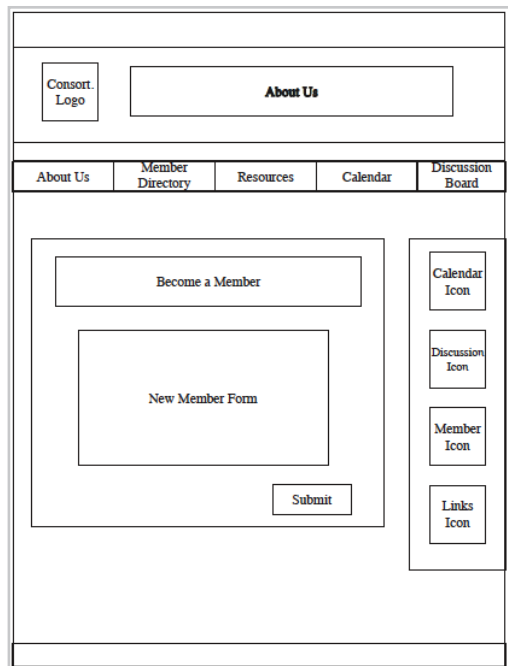 Consort.
Logo
About Us
About Us
Member
Directory
Resources
Calendar
Discussion
Board
Become a Member
New Member Form
Submit
Calendar
Icon
Discussion
Icon
Member
Icon
Links
Icon